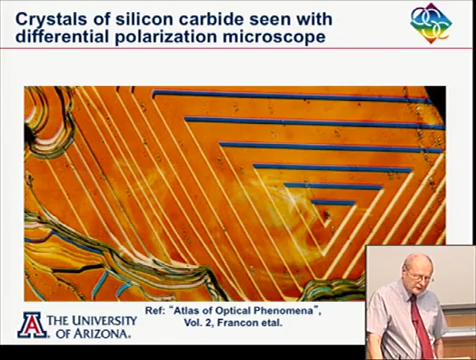 Crystals of silicon carbide seen with
differential polarization microscope
Ref: “Atlas of Optical Phenomena”,
Vol. 2, Francon etal.
THE UNIVERSITY
OF ARIZONA